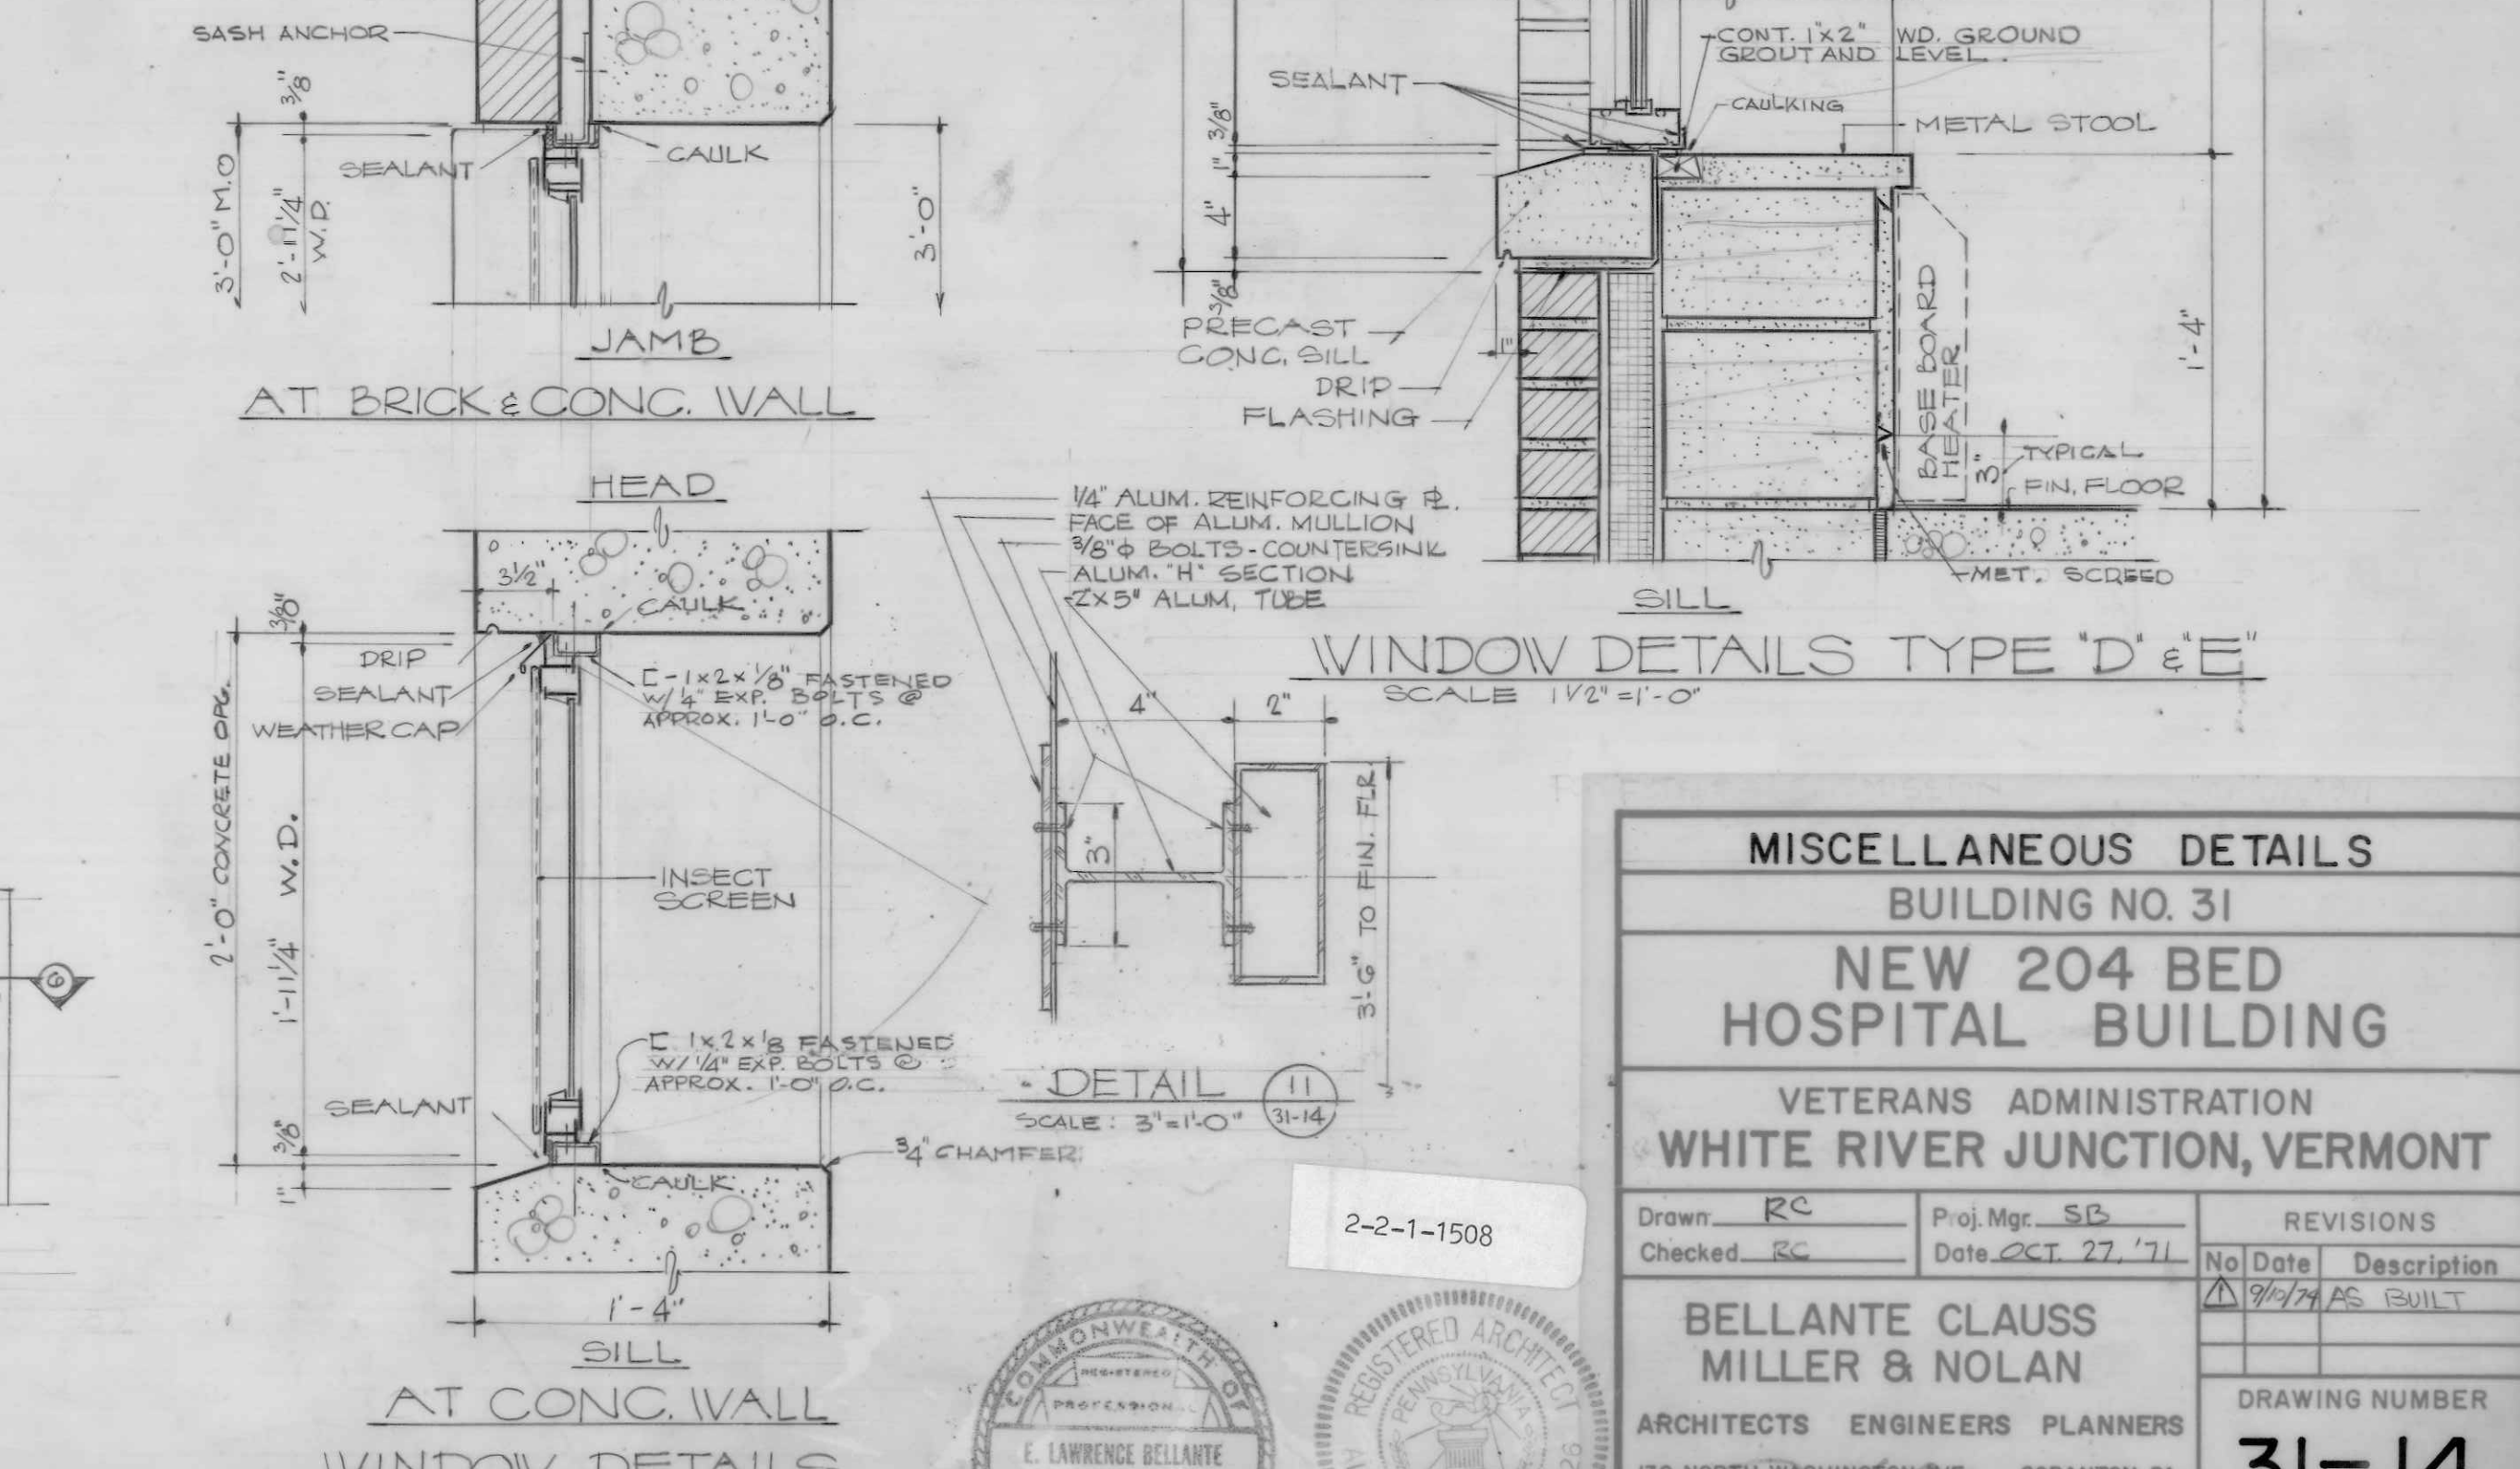 SASH ANCHOR
3/8"
3'-0" M.O
2'-11 1/4"
W.D.
SEALANT
CAULK
3'-0"
JAMB
AT BRICK & CONC. WALL
HEAD
3 1/2"
CAULK
3/8"
DRIP
SEALANT
WEATHER CAP
[-1x2x1/8" FASTENED
W/ 1/4" EXP. BOLTS @
APPROX. 1'-0" O.C.
2'-0" CONCRETE OPG.
1'-11 1/4" W.D.
INSECT
SCREEN
[ 1x2x1/8 FASTENED
W/ 1/4" EXP. BOLTS @
APPROX. 1'-0" O.C.
SEALANT
3/8"
1"
3/4" CHAMFER
CAULK
1'-4"
SILL
AT CONC. WALL
WINDOW DETAILS
6
CONT. 1"x2" WD. GROUND
GROUT AND LEVEL.
SEALANT
CAULKING
METAL STOOL
3/8"
1"
4"
3/8"
PRECAST
CONC. SILL
1"
DRIP
FLASHING
BASE BOARD
HEATER
1'-4"
3"
TYPICAL
FIN. FLOOR
MET. SCREED
SILL
WINDOW DETAILS TYPE "D" & "E"
SCALE 1 1/2" = 1'-0"
1/4" ALUM. REINFORCING PL.
FACE OF ALUM. MULLION
3/8"φ BOLTS-COUNTERSINK
ALUM. "H" SECTION
2"x5" ALUM. TUBE
4"
2"
3"
3'-6" TO FIN. FLR.
DETAIL 11
31-14
SCALE: 3"=1'-0"
2-2-1-1508
COMMONWEALTH OF
REGISTERED
PROFESSIONAL
E. LAWRENCE BELLANTE
REGISTERED ARCHITECT
PENNSYLVANIA
MISCELLANEOUS DETAILS
BUILDING NO. 31
NEW 204 BED
HOSPITAL BUILDING
VETERANS ADMINISTRATION
WHITE RIVER JUNCTION, VERMONT
Drawn RC
Checked RC
Proj. Mgr. SB
Date OCT. 27, '71
REVISIONS
No Date Description
1 9/10/74 AS BUILT
BELLANTE CLAUSS
MILLER & NOLAN
ARCHITECTS ENGINEERS PLANNERS
DRAWING NUMBER
31-14